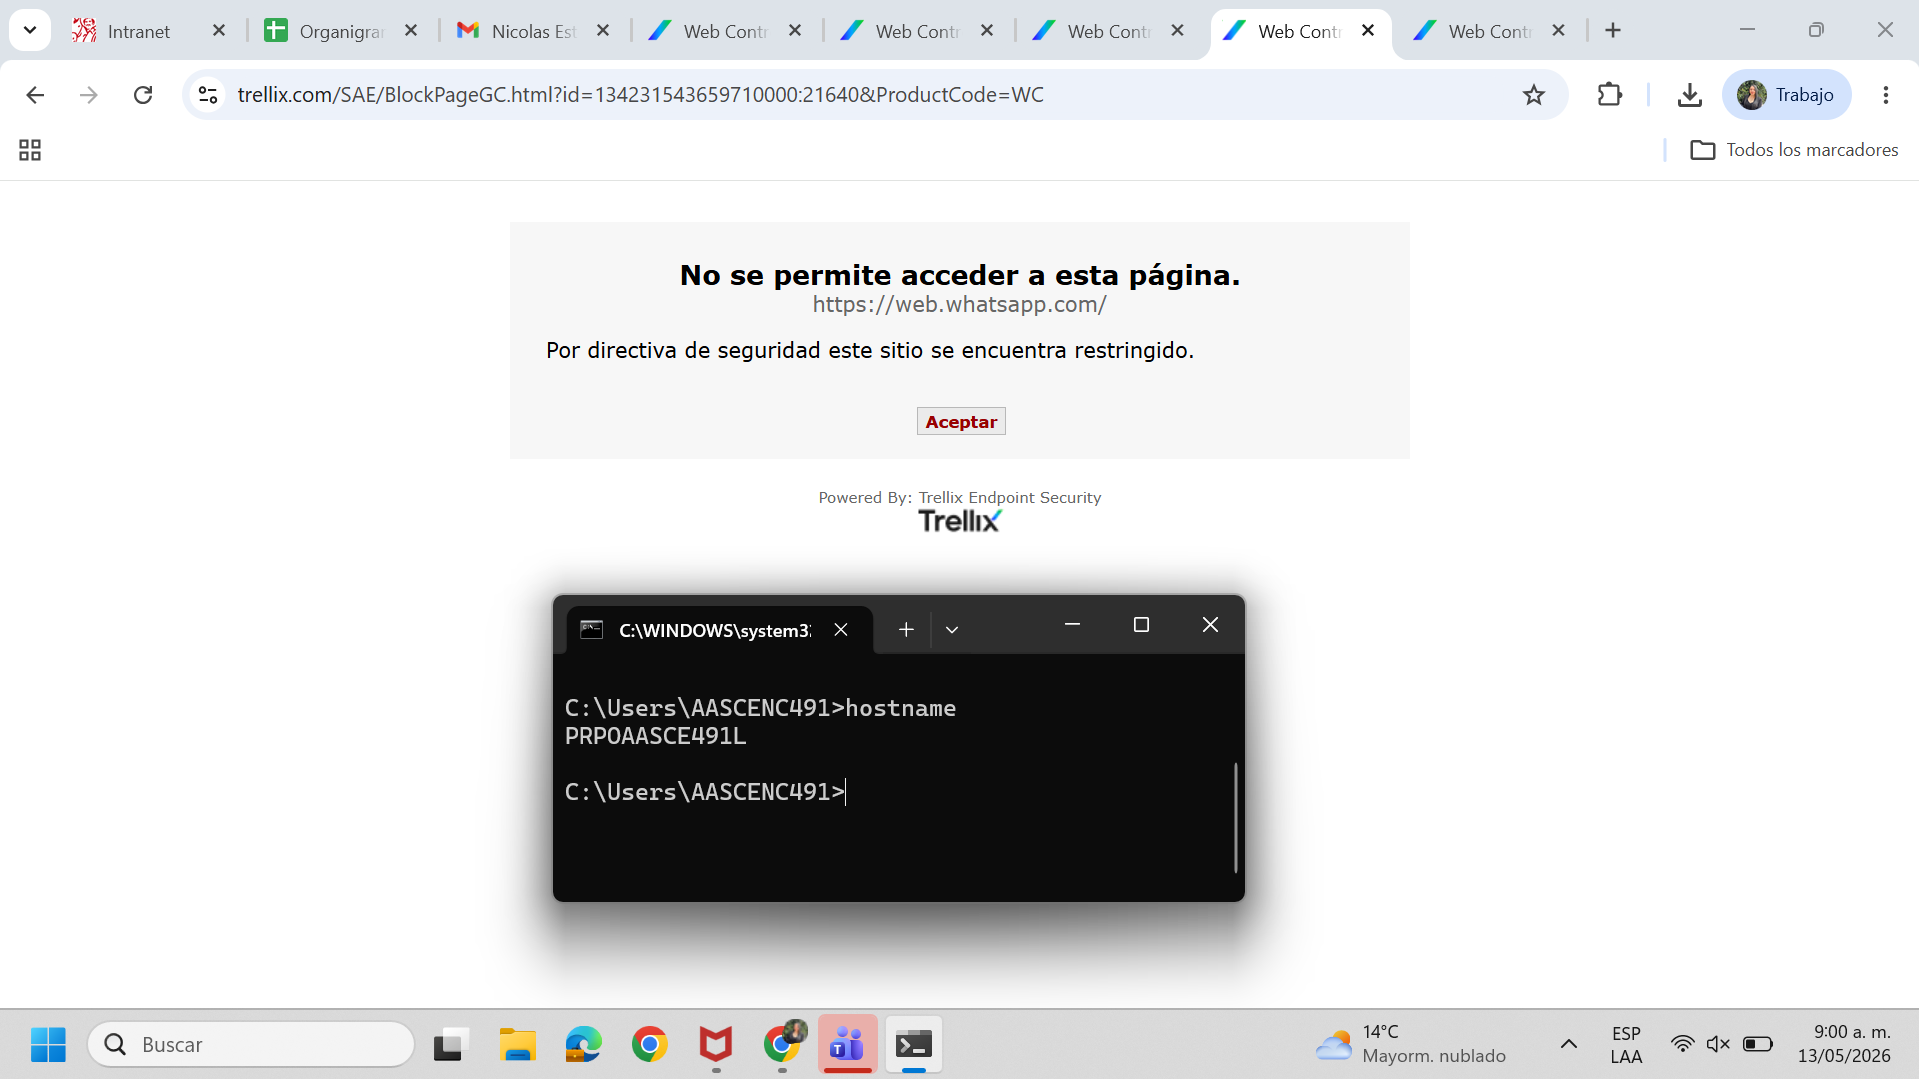 Intranet
Organigrar
Nicolas Est
Web Contr
Web Contr
Web Contr
Web Contr
Web Contr
trellix.com/SAE/BlockPageGC.html?id=134231543659710000:21640&ProductCode=WC
Trabajo
Todos los marcadores
No se permite acceder a esta página.
https://web.whatsapp.com/
Por directiva de seguridad este sitio se encuentra restringido.
Aceptar
Powered By: Trellix Endpoint Security
Trellix
C:\WINDOWS\system32
C:\Users\AASCENC491>hostname
PRPOAASCE491L
C:\Users\AASCENC491>
Buscar
14°C
Mayorm. nublado
ESP
LAA
9:00 a. m.
13/05/2026